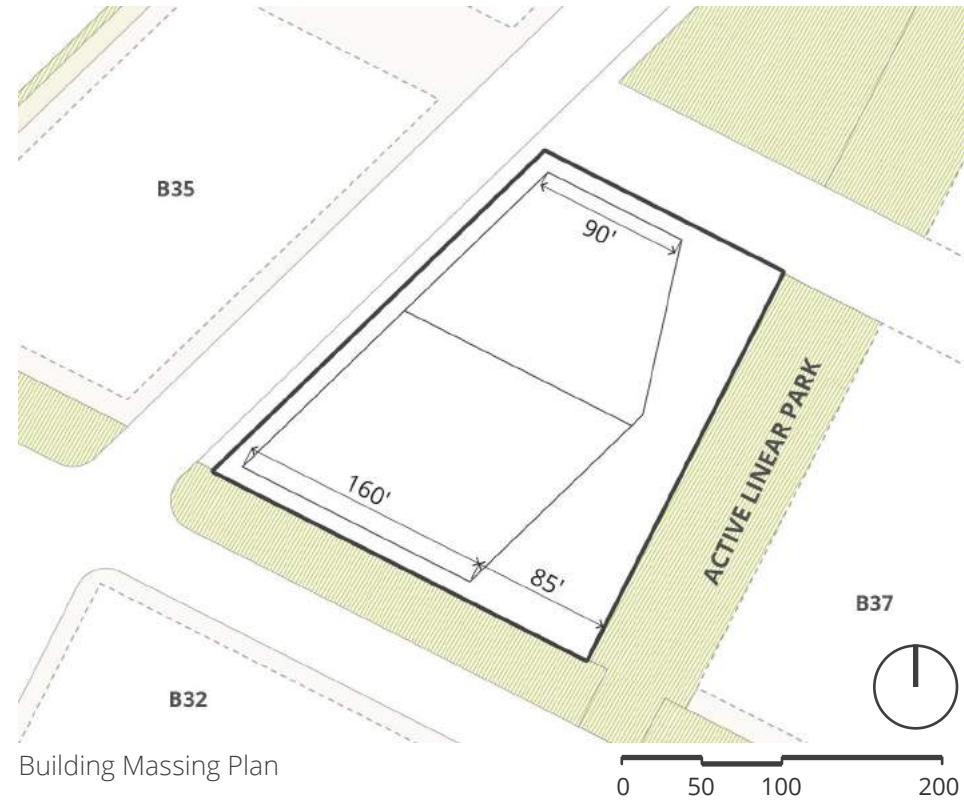 B35
90'
ACTIVE LINEAR PARK
160'
85'
B37
B32
Building Massing Plan
0 50 100 200